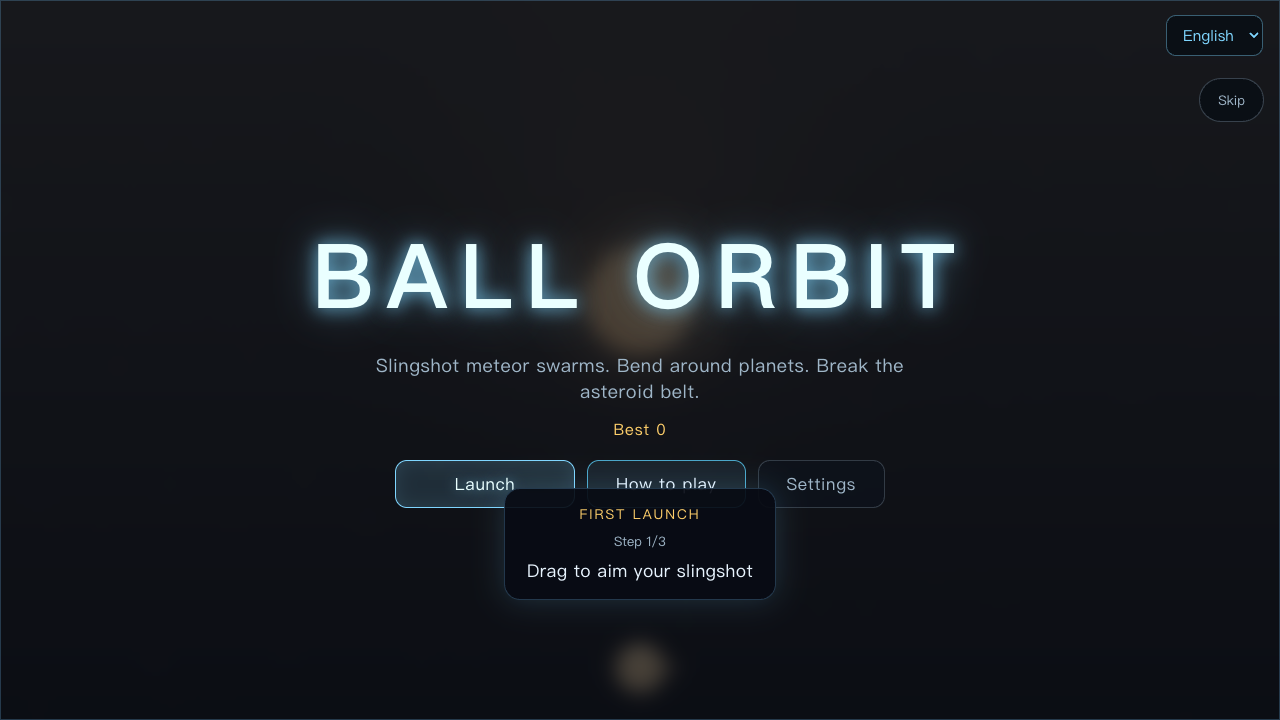 English
Skip
BALL ORBIT
Slingshot meteor swarms. Bend around planets. Break the
asteroid belt.
Best 0
Launch
How to play
Settings
FIRST LAUNCH
Step 1/3
Drag to aim your slingshot